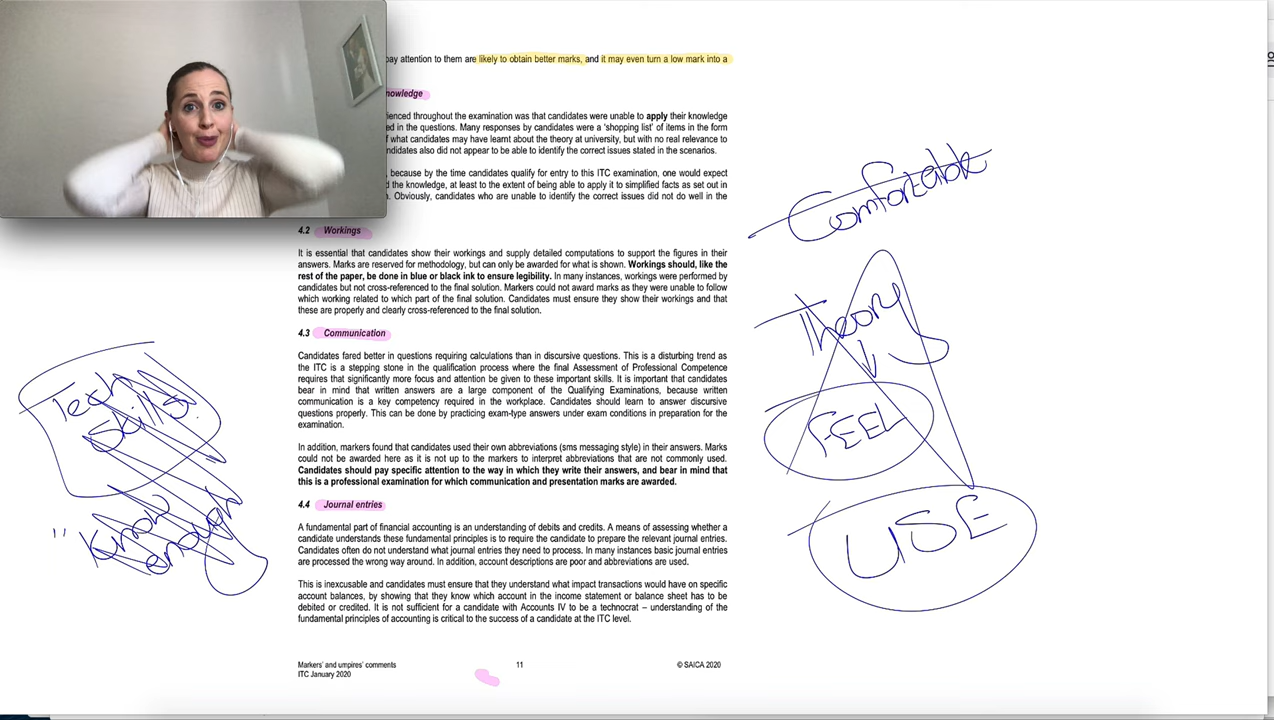 pay attention to them are likely to obtain better marks, and it may even turn a low mark into a
nowledge
ienced throughout the examination was that candidates were unable to apply their knowledge
ed in the questions. Many responses by candidates were a 'shopping list' of items in the form
f what candidates may have learnt about the theory at university, but with no real relevance to
ndidates also did not appear to be able to identify the correct issues stated in the scenarios.
, because by the time candidates qualify for entry to this ITC examination, one would expect
d the knowledge, at least to the extent of being able to apply it to simplified facts as set out in
n. Obviously, candidates who are unable to identify the correct issues did not do well in the
4.2 Workings
It is essential that candidates show their workings and supply detailed computations to support the figures in their
answers. Marks are reserved for methodology, but can only be awarded for what is shown. Workings should, like the
rest of the paper, be done in blue or black ink to ensure legibility. In many instances, workings were performed by
candidates but not cross-referenced to the final solution. Markers could not award marks as they were unable to follow
which working related to which part of the final solution. Candidates must ensure they show their workings and that
these are properly and clearly cross-referenced to the final solution.
4.3 Communication
Candidates fared better in questions requiring calculations than in discursive questions. This is a disturbing trend as
the ITC is a stepping stone in the qualification process where the final Assessment of Professional Competence
requires that significantly more focus and attention be given to these important skills. It is important that candidates
bear in mind that written answers are a large component of the Qualifying Examinations, because written
communication is a key competency required in the workplace. Candidates should learn to answer discursive
questions properly. This can be done by practicing exam-type answers under exam conditions in preparation for the
examination.
In addition, markers found that candidates used their own abbreviations (sms messaging style) in their answers. Marks
could not be awarded here as it is not up to the markers to interpret abbreviations that are not commonly used.
Candidates should pay specific attention to the way in which they write their answers, and bear in mind that
this is a professional examination for which communication and presentation marks are awarded.
4.4 Journal entries
A fundamental part of financial accounting is an understanding of debits and credits. A means of assessing whether a
candidate understands these fundamental principles is to require the candidate to prepare the relevant journal entries.
Candidates often do not understand what journal entries they need to process. In many instances basic journal entries
are processed the wrong way around. In addition, account descriptions are poor and abbreviations are used.
This is inexcusable and candidates must ensure that they understand what impact transactions would have on specific
account balances, by showing that they know which account in the income statement or balance sheet has to be
debited or credited. It is not sufficient for a candidate with Accounts IV to be a technocrat – understanding of the
fundamental principles of accounting is critical to the success of a candidate at the ITC level.
Markers' and umpires' comments 11 © SAICA 2020
ITC January 2020
Tech
Skills!
"Know
enough
Comfortable
Theory
FEEL
USE